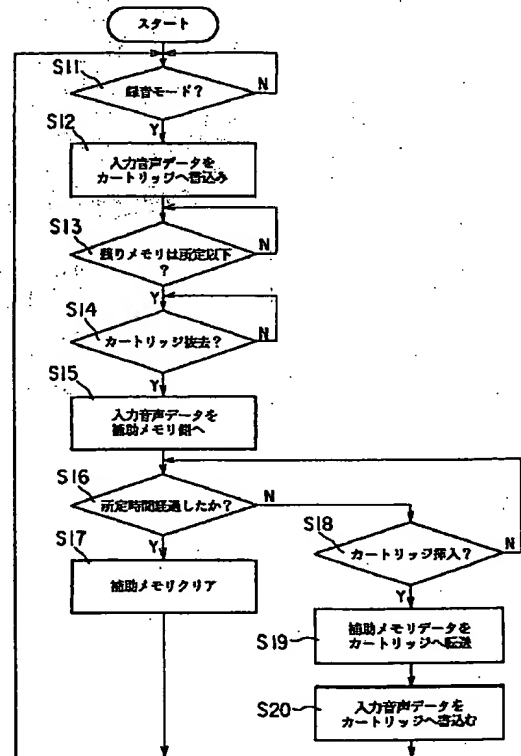 スタート
S11
録音モード?
N
Y
S12
入力音声データを
カートリッジへ書込み
S13
残りメモリは所定以下
?
N
Y
S14
カートリッジ抜去?
N
Y
S15
入力音声データを
補助メモリ側へ
S16
所定時間経過したか?
N
Y
S17
補助メモリクリア
S18
カートリッジ挿入?
N
Y
S19
補助メモリデータを
カートリッジへ転送
S20
入力音声データを
カートリッジへ書込む